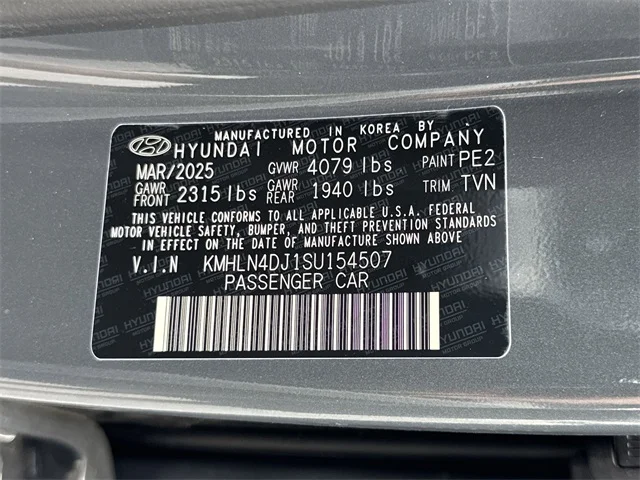 MANUFACTURED IN KOREA BY
HYUNDAI MOTOR COMPANY
MAR/2025 GVWR 4079 lbs PAINT PE2
GAWR FRONT 2315 lbs GAWR REAR 1940 lbs TRIM TVN
THIS VEHICLE CONFORMS TO ALL APPLICABLE U.S.A. FEDERAL
MOTOR VEHICLE SAFETY, BUMPER, AND THEFT PREVENTION STANDARDS
IN EFFECT ON THE DATE OF MANUFACTURE SHOWN ABOVE
V.I.N KMHLN4DJ1SU154507
PASSENGER CAR